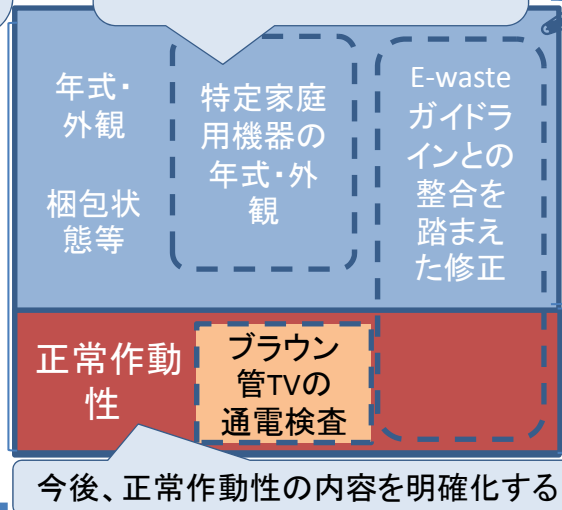 年式・
外観
梱包状
態等
特定家庭
用機器の
年式・外
観
E-waste
ガイドラ
インとの
整合を
踏まえ
た修正
正常作動
性
ブラウン
管TVの
通電検査
今後、正常作動性の内容を明確化する